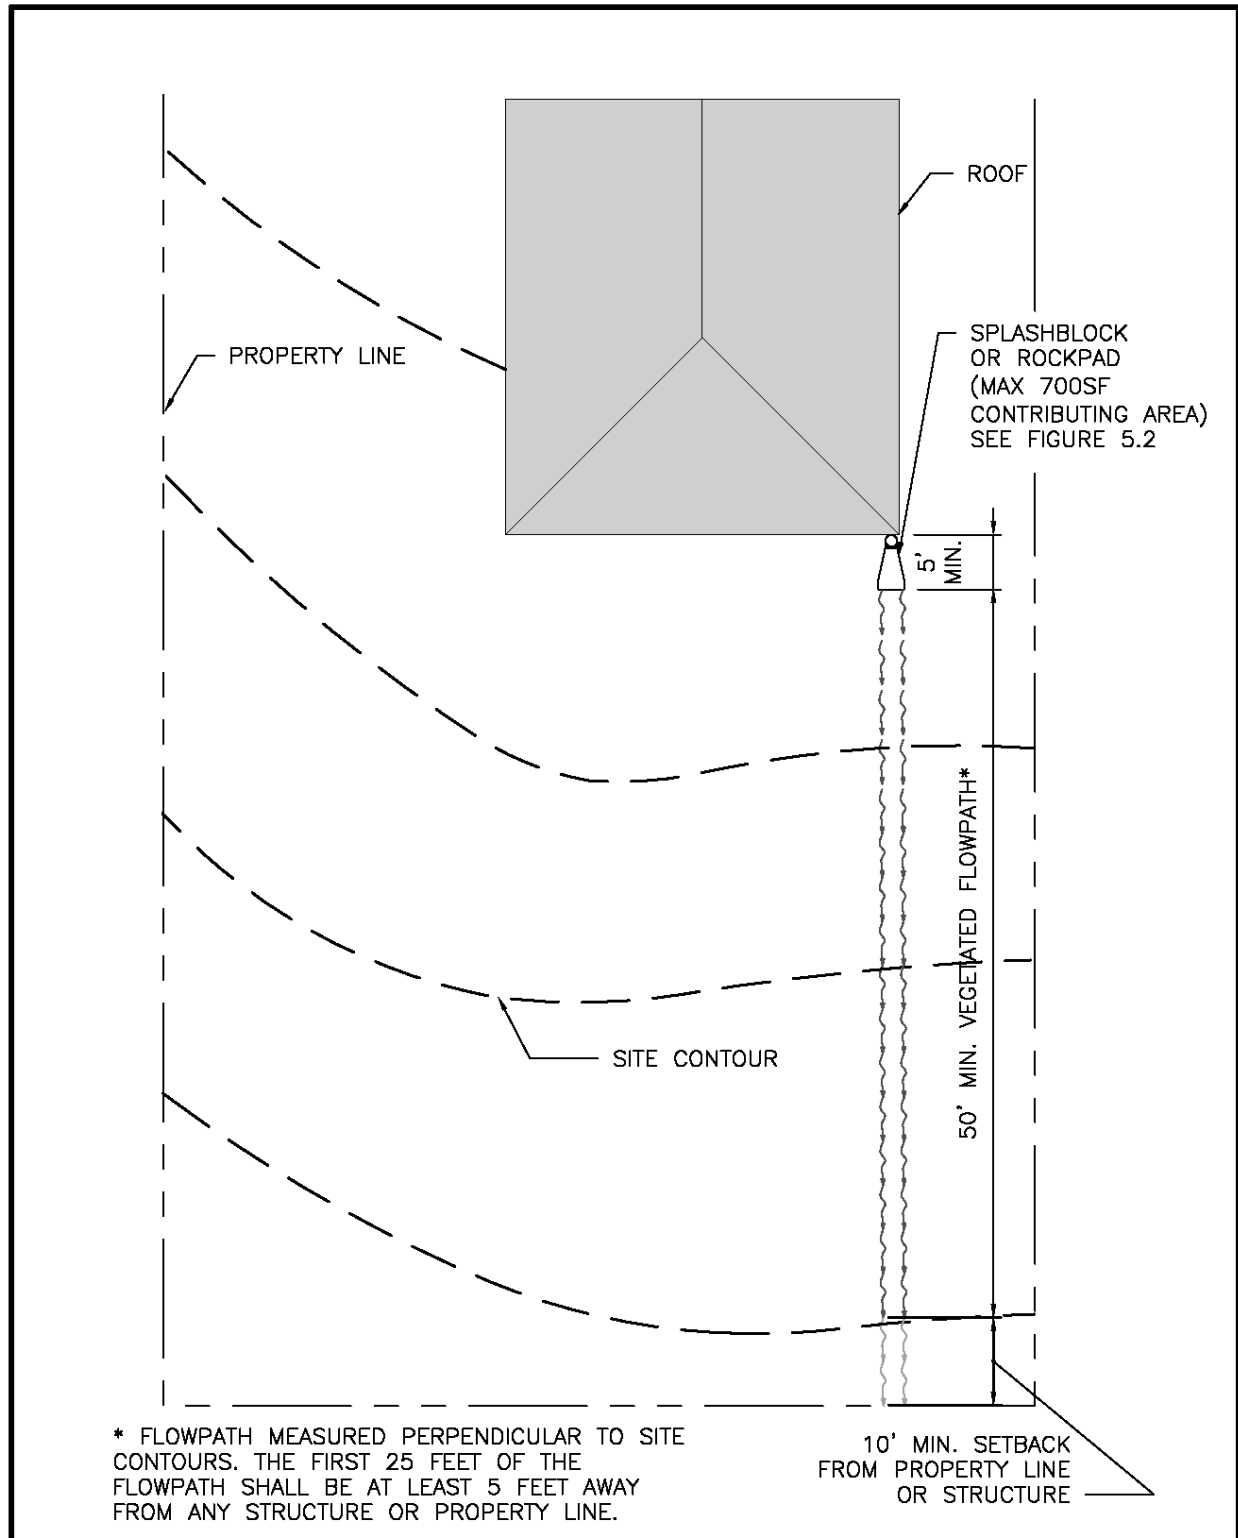 ROOF
SPLASHBLOCK
OR ROCKPAD
(MAX 700SF
CONTRIBUTING AREA)
SEE FIGURE 5.2
PROPERTY LINE
5' MIN.
50' MIN. VEGETATED FLOWPATH*
SITE CONTOUR
* FLOWPATH MEASURED PERPENDICULAR TO SITE
CONTOURS. THE FIRST 25 FEET OF THE
FLOWPATH SHALL BE AT LEAST 5 FEET AWAY
FROM ANY STRUCTURE OR PROPERTY LINE.
10' MIN. SETBACK
FROM PROPERTY LINE
OR STRUCTURE